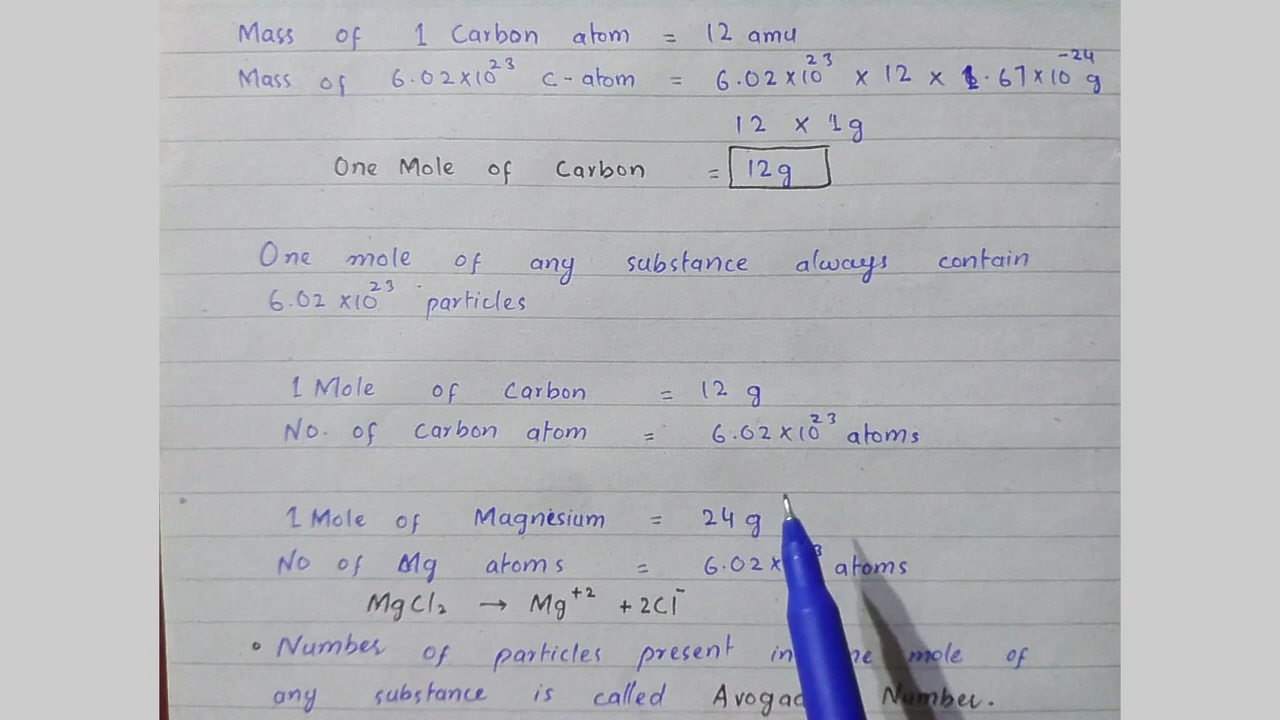 Mass of 1 Carbon atom = 12 amu
Mass of 6.02×10²³ C-atom = 6.02×10²³ × 12 × 1.67×10⁻²⁴ g
12 × 1g
One Mole of Carbon = 12g
One mole of any substance always contain
6.02×10²³ particles
1 Mole of Carbon = 12 g
No. of carbon atom = 6.02×10²³ atoms
1 Mole of Magnesium = 24 g
No of Mg atoms = 6.02× atoms
MgCl₂ → Mg⁺² + 2Cl⁻
• Number of particles present in mole of
any substance is called Number.